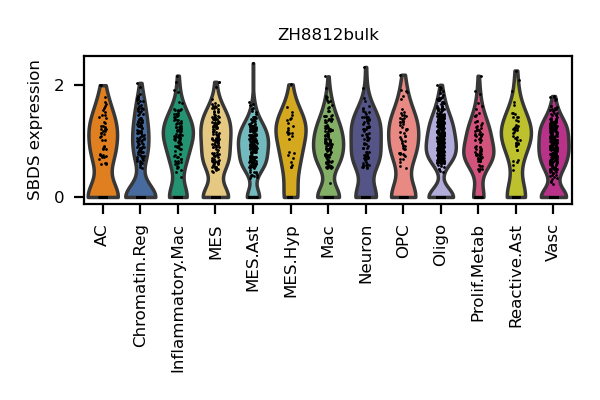 ZH8812bulk
SBDS expression
2
0
AC
Chromatin.Reg
Inflammatory.Mac
MES
MES.Ast
MES.Hyp
Mac
Neuron
OPC
Oligo
Prolif.Metab
Reactive.Ast
Vasc